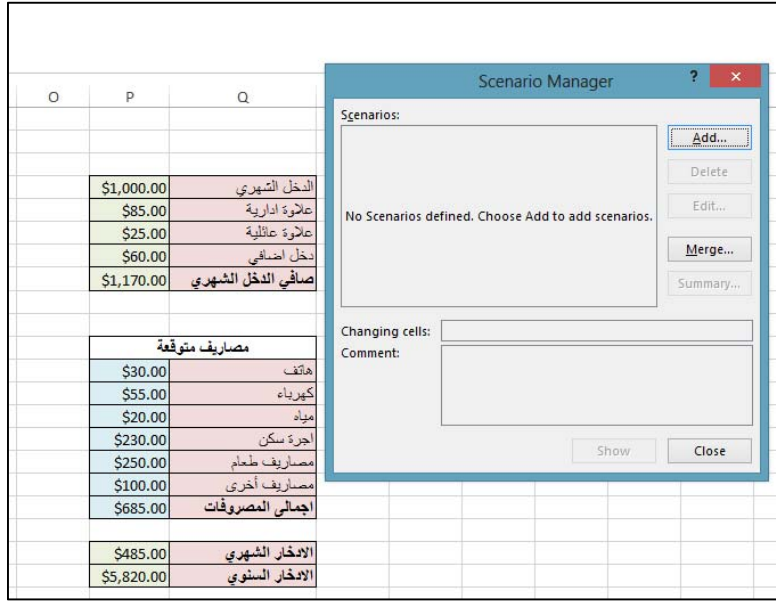 Scenario Manager ? ×
O P Q
Scenarios:
Add...
Delete
Edit...
No Scenarios defined. Choose Add to add scenarios.
Merge...
Summary...
Changing cells:
Comment:
Show Close
$1,000.00 الدخل الشهري
$85.00 علاوة ادارية
$25.00 علاوة عائلية
$60.00 دخل اضافي
$1,170.00 صافي الدخل الشهري
مصاريف متوقعة
$30.00 هاتف
$55.00 كهرباء
$20.00 مياه
$230.00 اجرة سكن
$250.00 مصاريف طعام
$100.00 مصاريف أخرى
$685.00 اجمالي المصروفات
$485.00 الادخار الشهري
$5,820.00 الادخار السنوي